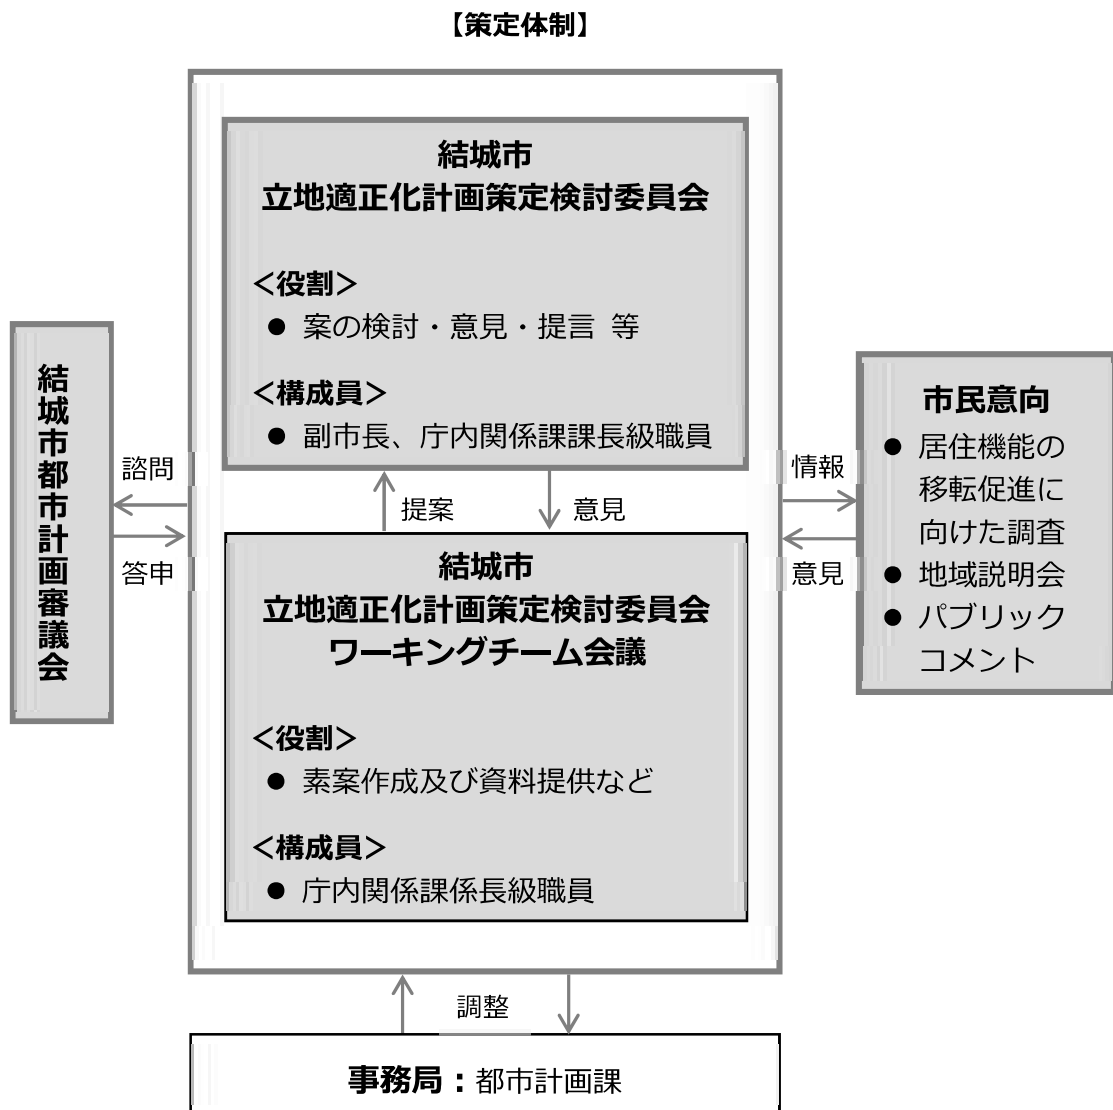 【策定体制】
結城市
立地適正化計画策定検討委員会
＜役割＞
● 案の検討・意見・提言 等
＜構成員＞
● 副市長、庁内関係課課長級職員
提案
意見
結城市
立地適正化計画策定検討委員会
ワーキングチーム会議
＜役割＞
● 素案作成及び資料提供など
＜構成員＞
● 庁内関係課係長級職員
結城市都市計画審議会
諮問
答申
情報
意見
市民意向
● 居住機能の
移転促進に
向けた調査
● 地域説明会
● パブリック
コメント
調整
事務局：都市計画課